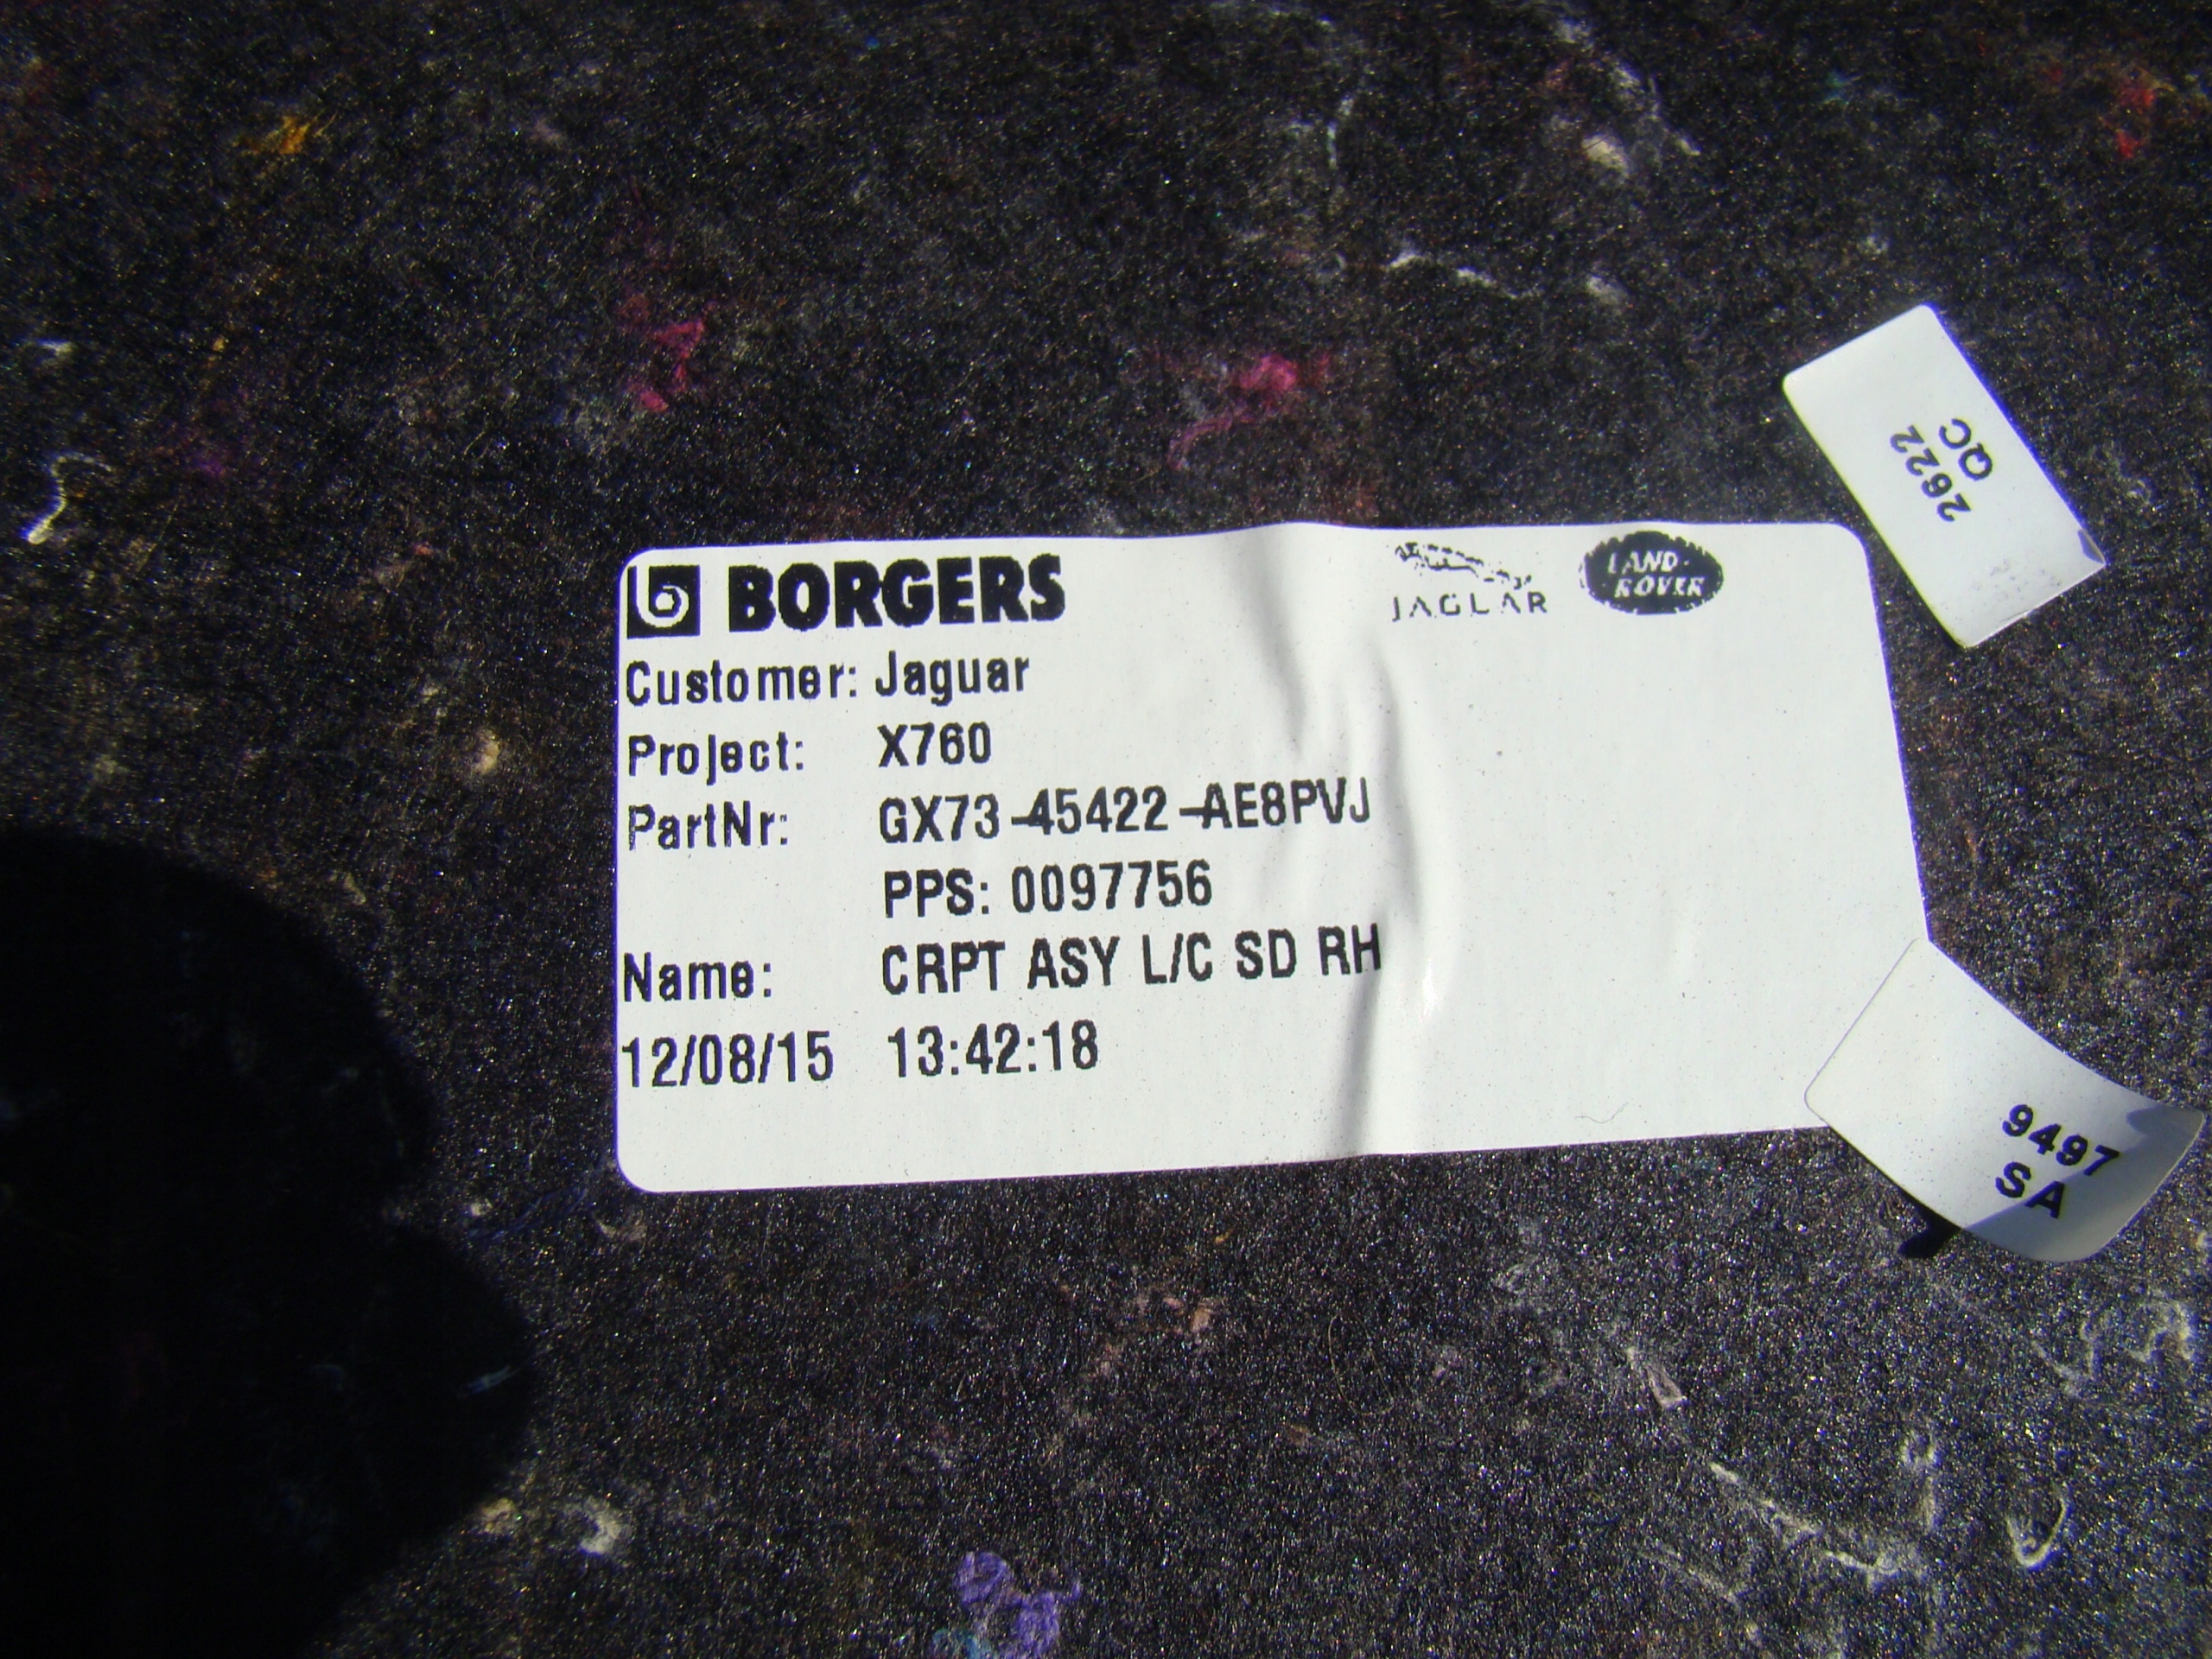 BORGERS
JAGUAR
LAND-
ROVER
Customer: Jaguar
Project: X760
PartNr: GX73-45422-AE8PVJ
PPS: 0097756
Name: CRPT ASY L/C SD RH
12/08/15 13:42:18
2622
QC
9497
SA